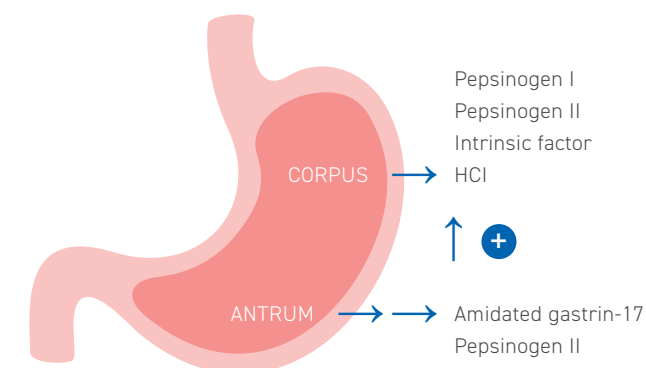 Pepsinogen I
Pepsinogen II
Intrinsic factor
CORPUS
HCl
+
ANTRUM
Amidated gastrin-17
Pepsinogen II